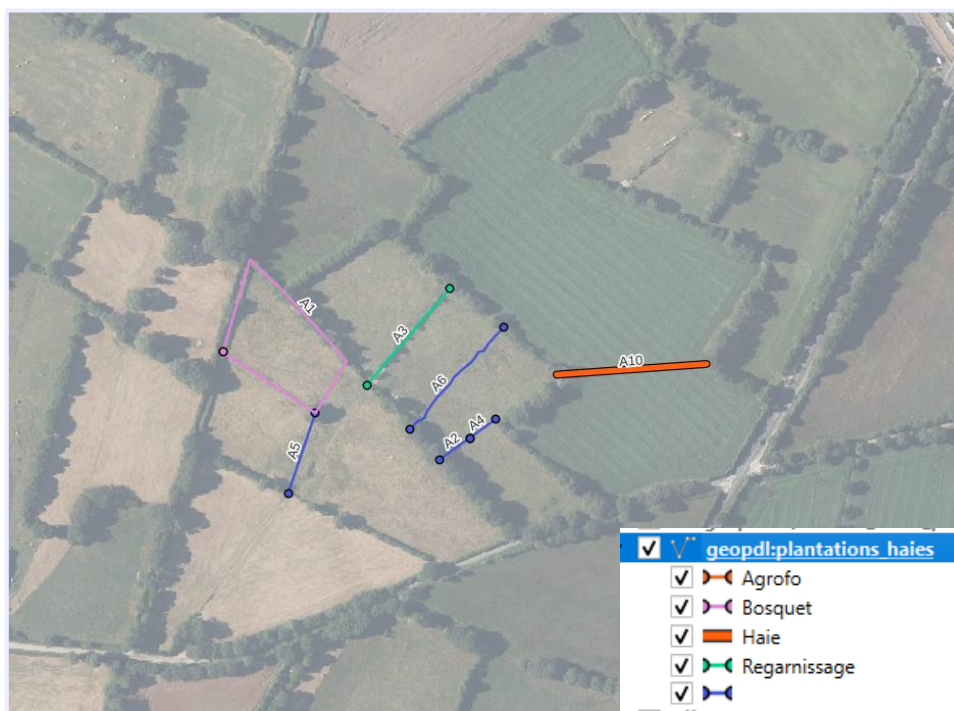 A1
A3
A6
A10
A4
A2
A5
geopdl:plantations_haies
Agrofo
Bosquet
Haie
Regarnissage